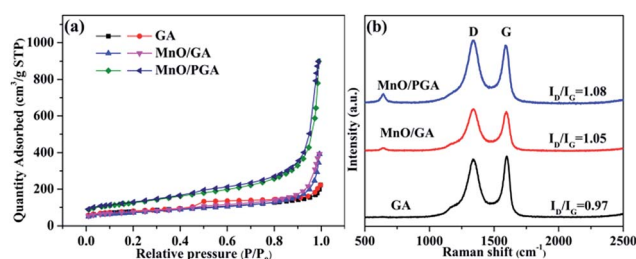 (a)
GA
MnO/GA
MnO/PGA
Quantity Adsorbed (cm³/g STP)
1000
800
600
400
200
0
0.0 0.2 0.4 0.6 0.8 1.0
Relative pressure (P/P₀)
(b)
D G
MnO/PGA
I_D/I_G=1.08
MnO/GA
I_D/I_G=1.05
GA
I_D/I_G=0.97
Intensity (a.u.)
500 1000 1500 2000 2500
Raman shift (cm⁻¹)